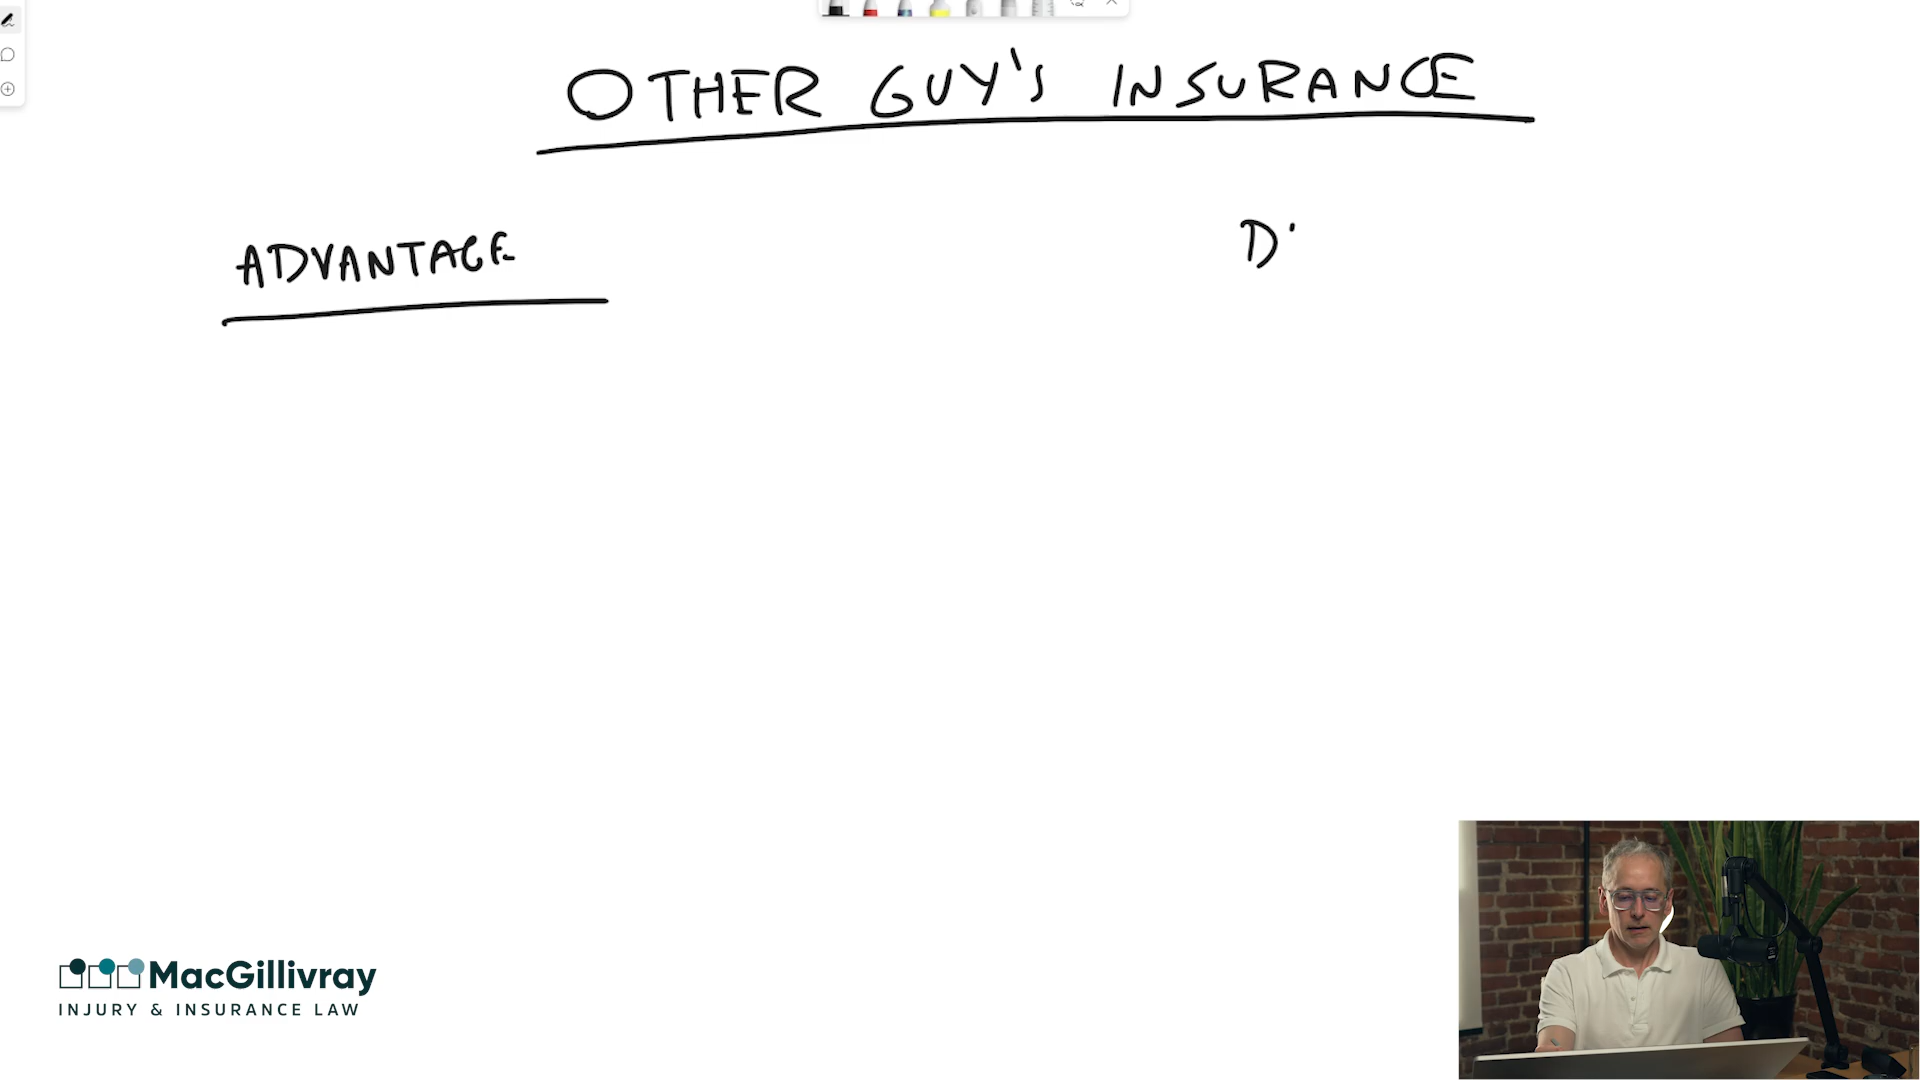 OTHER GUY'S INSURANCE
ADVANTAGE
D'
MacGillivray
INJURY & INSURANCE LAW